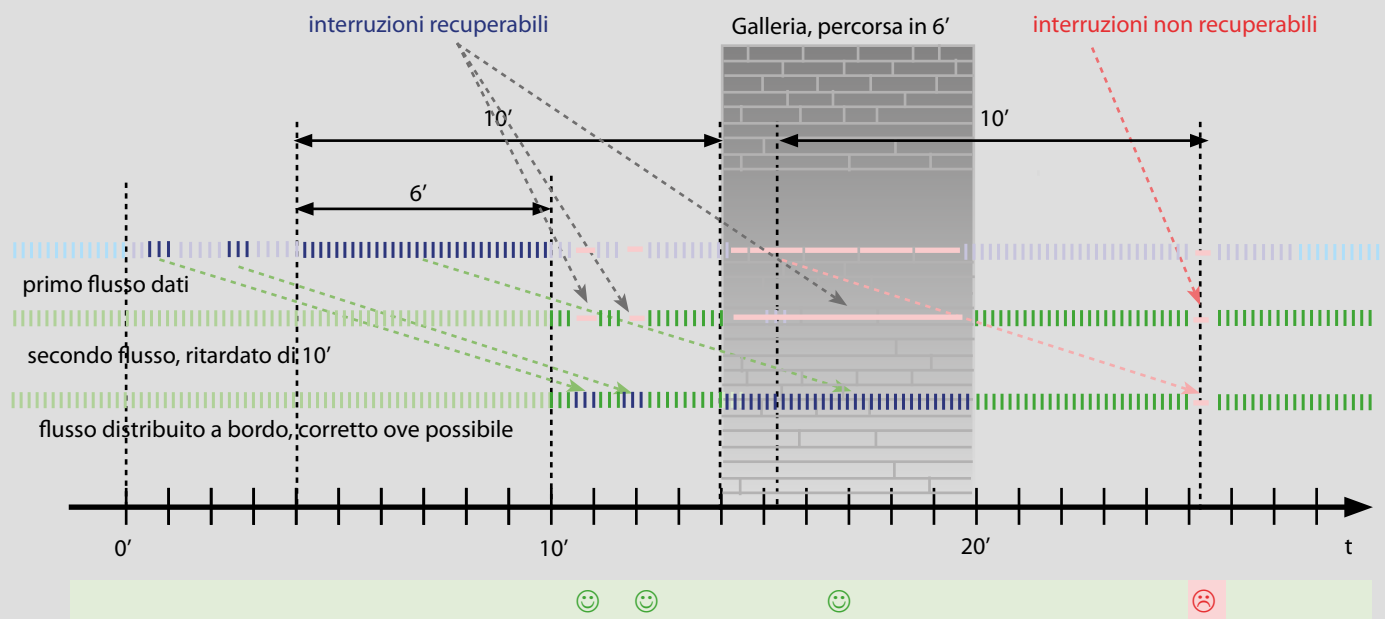 interruzioni recuperabili
Galleria, percorsa in 6’
interruzioni non recuperabili
10’
10’
6’
primo flusso dati
secondo flusso, ritardato di 10’
flusso distribuito a bordo, corretto ove possibile
0’
10’
20’
t